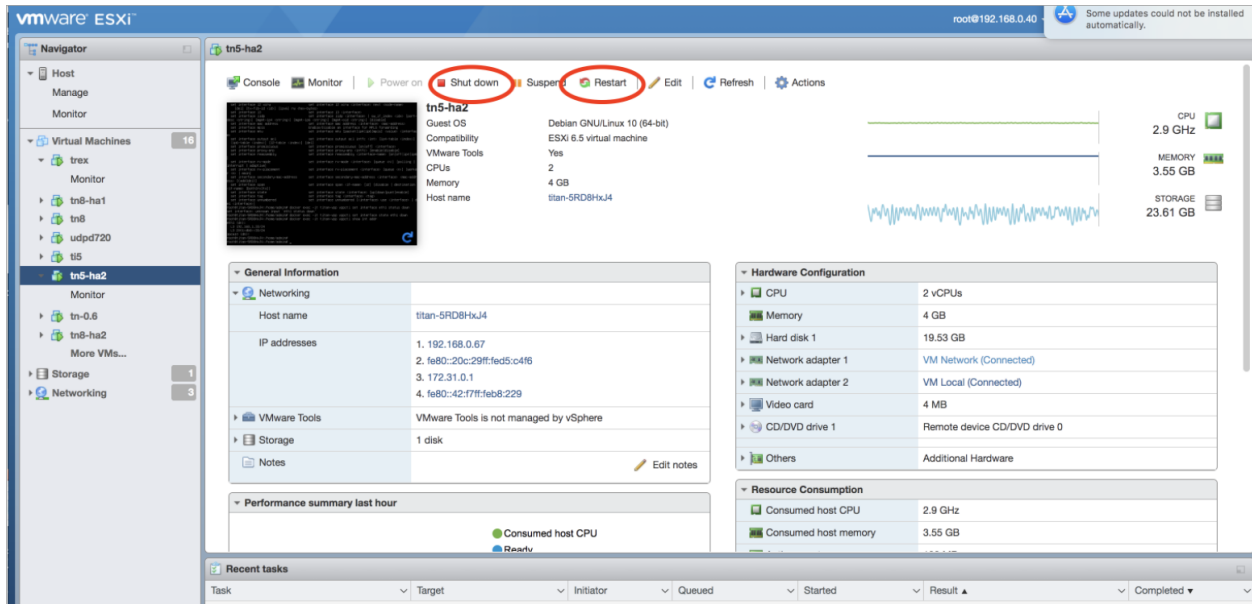 vmware ESXi™
root@192.168.0.40
Some updates could not be installed
automatically.
Navigator
Host
Manage
Monitor
Virtual Machines 16
trex
Monitor
tn8-ha1
tn8
udpd720
ti5
tn5-ha2
Monitor
tn-0.6
tn8-ha2
More VMs...
Storage 1
Networking 3
tn5-ha2
Console Monitor Power on Shut down Suspend Restart Edit Refresh Actions
tn5-ha2
Guest OS Debian GNU/Linux 10 (64-bit)
Compatibility ESXi 6.5 virtual machine
VMware Tools Yes
CPUs 2
Memory 4 GB
Host name titan-5RD8HxJ4
CPU
2.9 GHz
MEMORY
3.55 GB
STORAGE
23.61 GB
General Information
Networking
Host name titan-5RD8HxJ4
IP addresses 1. 192.168.0.67
2. fe80::20c:29ff:fed5:c4f6
3. 172.31.0.1
4. fe80::42:f7ff:feb8:229
VMware Tools VMware Tools is not managed by vSphere
Storage 1 disk
Notes Edit notes
Performance summary last hour
Consumed host CPU
Ready
Hardware Configuration
CPU 2 vCPUs
Memory 4 GB
Hard disk 1 19.53 GB
Network adapter 1 VM Network (Connected)
Network adapter 2 VM Local (Connected)
Video card 4 MB
CD/DVD drive 1 Remote device CD/DVD drive 0
Others Additional Hardware
Resource Consumption
Consumed host CPU 2.9 GHz
Consumed host memory 3.55 GB
Recent tasks
Task Target Initiator Queued Started Result ▲ Completed ▼